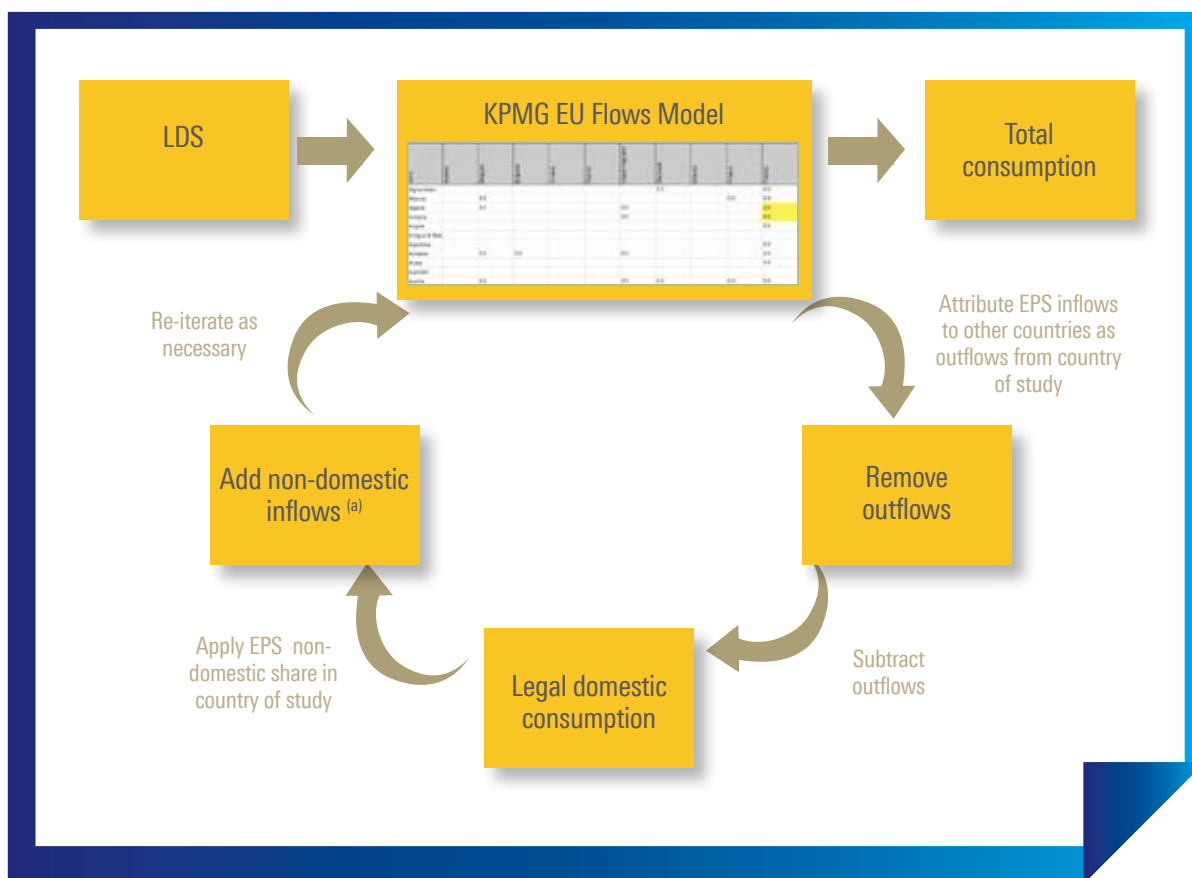 LDS
KPMG EU Flows Model
Total
consumption
Re-iterate as
necessary
Attribute EPS inflows
to other countries as
outflows from country
of study
Add non-domestic
inflows (a)
Remove
outflows
Apply EPS non-
domestic share in
country of study
Legal domestic
consumption
Subtract
outflows